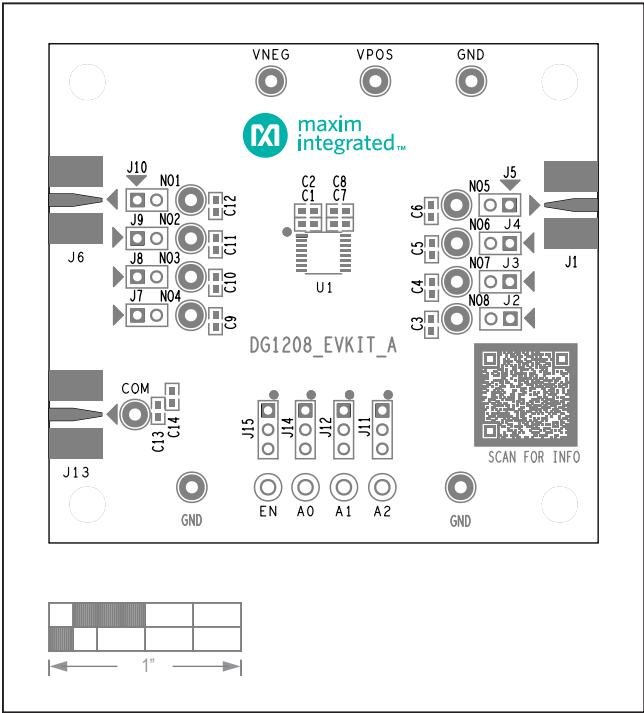 VNEG VPOS GND
maxim
integrated™
J10 NO1 C12
J9 NO2 C11
J8 NO3 C10
J7 NO4 C9
J6
C2 C8
C1 C7
U1
J5
C6 NO5
C5 NO6 J4
C4 NO7 J3
C3 NO8 J2
J1
DG1208_EVKIT_A
COM
C13 C14
J13
J15 J14 J12 J11
SCAN FOR INFO
GND
EN A0 A1 A2
GND
1"